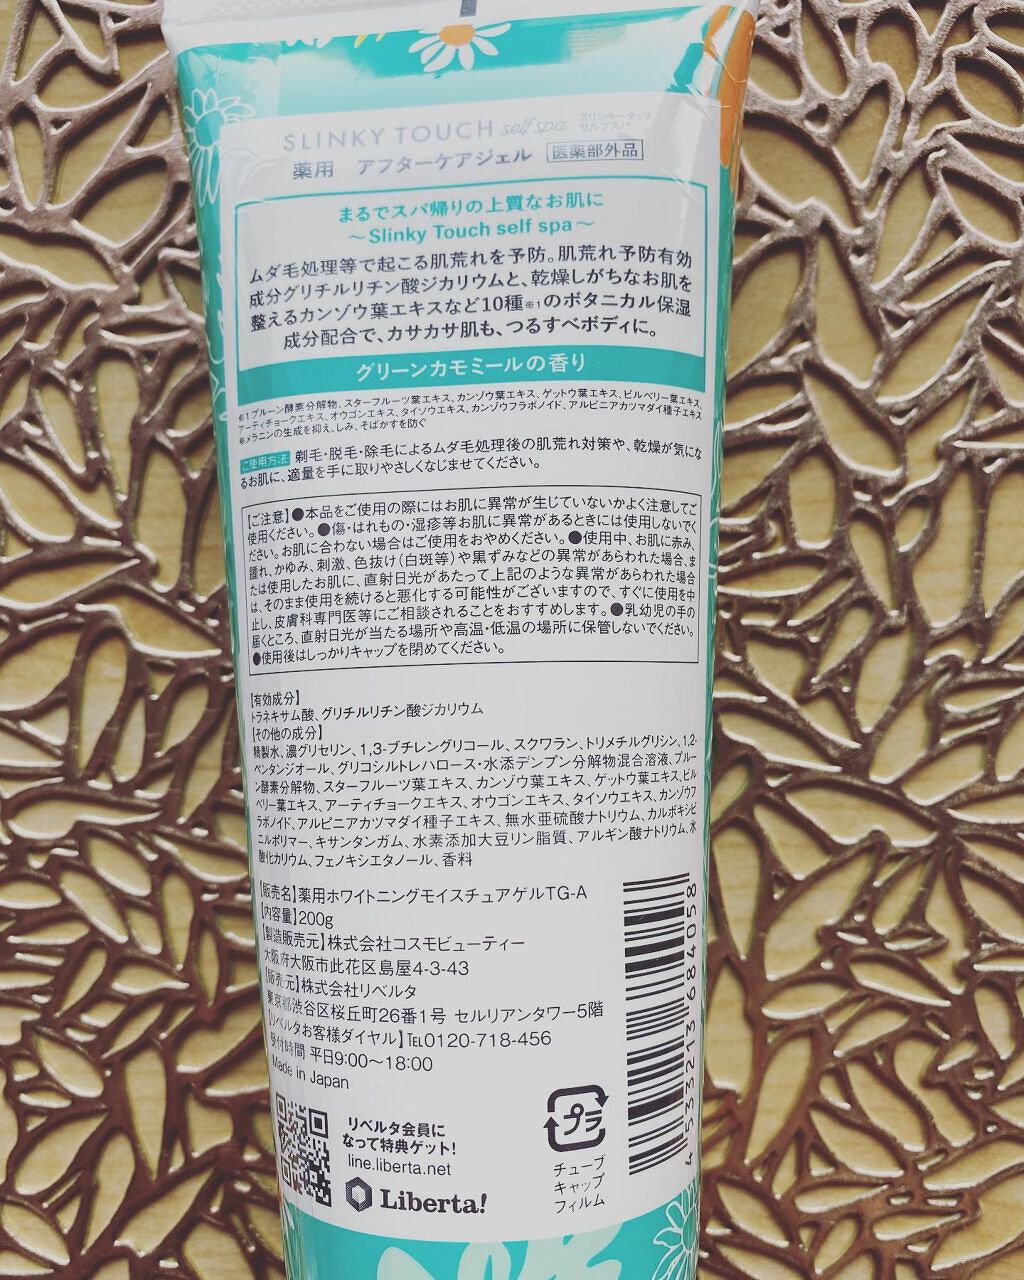 SLINKY TOUCH self spa スリンキータッチ
セルフスパ
薬用 アフターケアジェル 医薬部外品
まるでスパ帰りの上質なお肌に
～Slinky Touch self spa～
ムダ毛処理等で起こる肌荒れを予防。肌荒れ予防有効
成分グリチルリチン酸ジカリウムと、乾燥しがちなお肌を
整えるカンゾウ葉エキスなど10種※1のボタニカル保湿
成分配合で、カサカサ肌も、つるすべボディに。
グリーンカモミールの香り
※1プルーン酵素分解物、スターフルーツ葉エキス、カンゾウ葉エキス、ゲットウ葉エキス、ビルベリー葉エキス、
アーティチョークエキス、オウゴンエキス、タイソウエキス、カンゾウフラボノイド、アルピニアカツマダイ種子エキス
※メラニンの生成を抑え、しみ、そばかすを防ぐ
ご使用方法 剃毛・脱毛・除毛によるムダ毛処理後の肌荒れ対策や、乾燥が気にな
るお肌に、適量を手に取りやさしくなじませてください。
【ご注意】●本品をご使用の際にはお肌に異常が生じていないかよく注意してご
使用ください。●傷・はれもの・湿疹等お肌に異常があるときには使用しないでく
ださい。お肌に合わない場合はご使用をおやめください。●使用中、お肌に赤み、
腫れ、かゆみ、刺激、色抜け(白斑等)や黒ずみなどの異常があらわれた場合、ま
たは使用したお肌に、直射日光があたって上記のような異常があらわれた場合
は、そのまま使用を続けると悪化する可能性がございますので、すぐに使用を中
止し、皮膚科専門医等にご相談されることをおすすめします。●乳幼児の手の
届くところ、直射日光が当たる場所や高温・低温の場所に保管しないでください。
●使用後はしっかりキャップを閉めてください。
【有効成分】
トラネキサム酸、グリチルリチン酸ジカリウム
【その他の成分】
精製水、濃グリセリン、1,3-ブチレングリコール、スクワラン、トリメチルグリシン、1,2-
ペンタンジオール、グリコシルトレハロース・水添デンプン分解物混合溶液、プルー
ン酵素分解物、スターフルーツ葉エキス、カンゾウ葉エキス、ゲットウ葉エキス、ビル
ベリー葉エキス、アーティチョークエキス、オウゴンエキス、タイソウエキス、カンゾウフ
ラボノイド、アルピニアカツマダイ種子エキス、無水亜硫酸ナトリウム、カルボキシビ
ニルポリマー、キサンタンガム、水素添加大豆リン脂質、アルギン酸ナトリウム、水
酸化カリウム、フェノキシエタノール、香料
【販売名】薬用ホワイトニングモイスチュアゲルTG-A
【内容量】200g
【製造販売元】株式会社コスモビューティー
大阪府大阪市此花区島屋4-3-43
【販売元】株式会社リベルタ
東京都渋谷区桜丘町26番1号 セルリアンタワー5階
【リベルタお客様ダイヤル】TEL0120-718-456
受付時間 平日9:00～18:00
Made in Japan
リベルタ会員に
なって特典ゲット!
line.liberta.net
Liberta!
プラ
チューブ
キャップ
フィルム
4533213684058